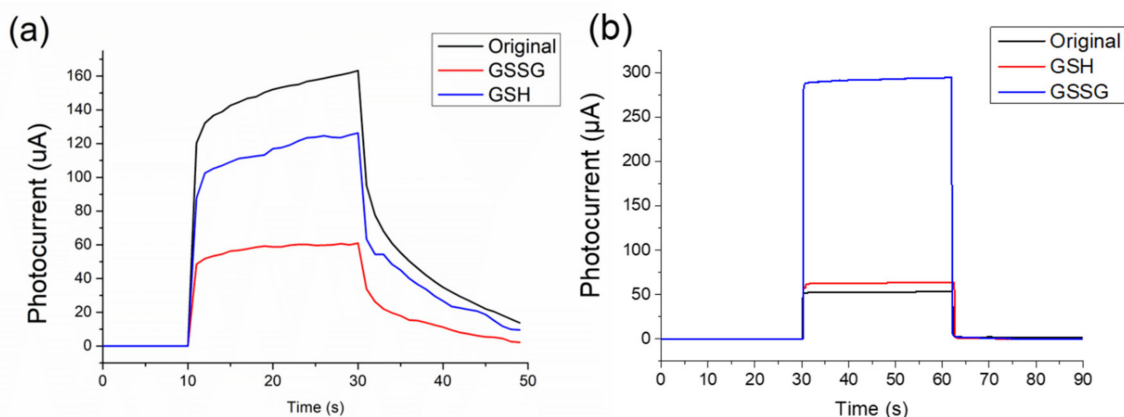 (a)
Original
GSSG
GSH
Photocurrent (uA)
160
140
120
100
80
60
40
20
0
0 10 20 30 40 50
Time (s)
(b)
Original
GSH
GSSG
Photocurrent (μA)
300
250
200
150
100
50
0
0 10 20 30 40 50 60 70 80 90
Time (s)